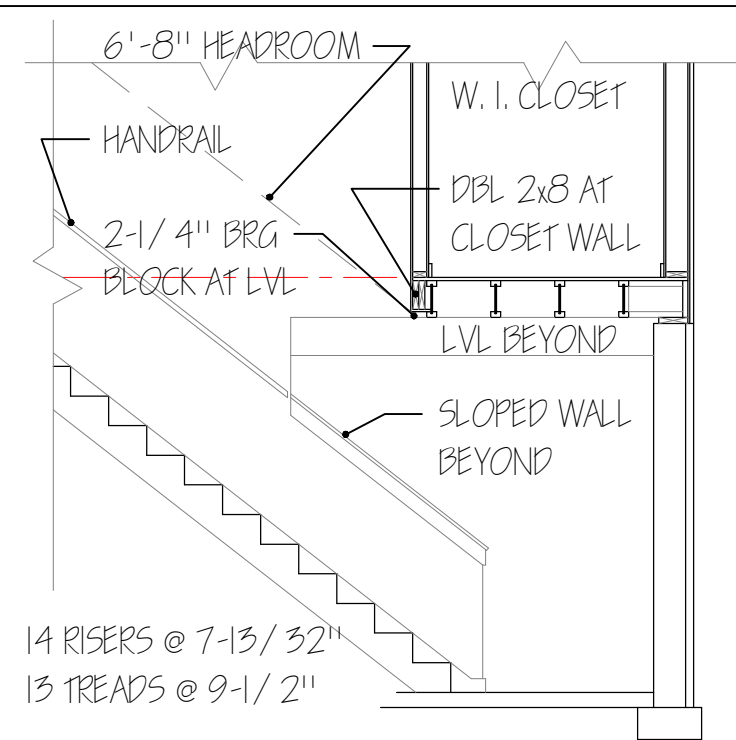 6'-8" HEADROOM
W. I. CLOSET
HANDRAIL
DBL 2x8 AT
CLOSET WALL
2-1/4" BRG
BLOCK AT LVL
LVL BEYOND
SLOPED WALL
BEYOND
14 RISERS @ 7-13/32"
13 TREADS @ 9-1/2"